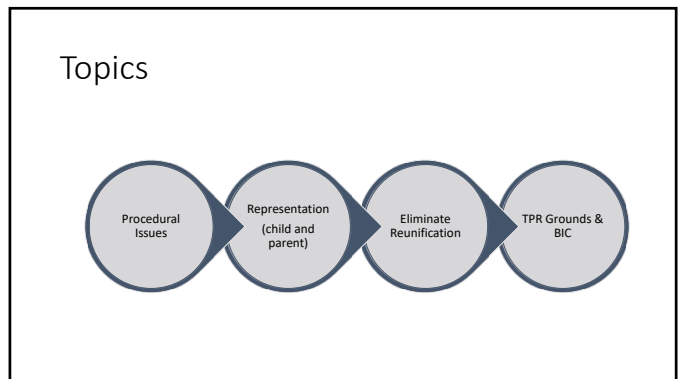 Topics
Procedural
Issues
Representation
(child and
parent)
Eliminate
Reunification
TPR Grounds &
BIC